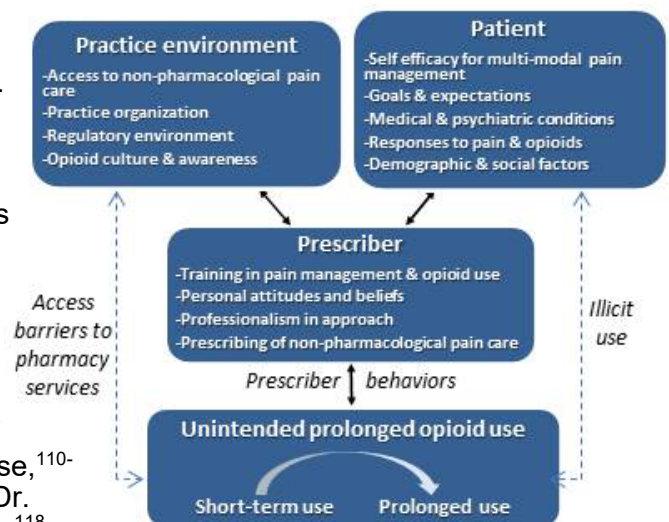 Practice environment
-Access to non-pharmacological pain
care
-Practice organization
-Regulatory environment
-Opioid culture & awareness
Patient
-Self efficacy for multi-modal pain
management
-Goals & expectations
-Medical & psychiatric conditions
-Responses to pain & opioids
-Demographic & social factors
s
Prescriber
-Training in pain management & opioid use
-Personal attitudes and beliefs
-Professionalism in approach
-Prescribing of non-pharmacological pain care
Access
barriers to
pharmacy
services
Illicit
use
Prescriber behaviors
Unintended prolonged opioid use
Short-term use Prolonged use
se,110-
Dr.
118